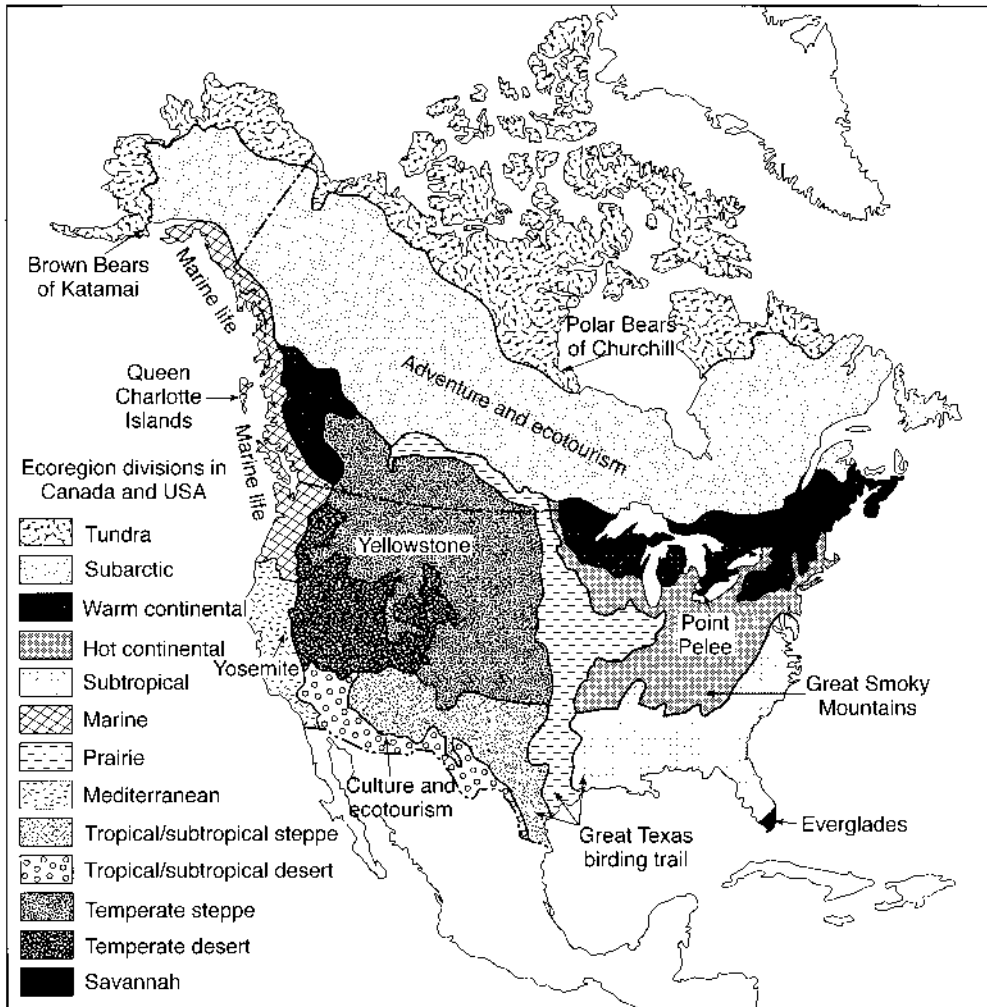 Brown Bears
of Katamai
Marine life
Queen
Charlotte
Islands
Marine life
Polar Bears
of Churchill
Adventure and ecotourism
Ecoregion divisions in
Canada and USA
Tundra
Subarctic
Warm continental
Hot continental
Subtropical
Marine
Prairie
Mediterranean
Tropical/subtropical steppe
Tropical/subtropical desert
Temperate steppe
Temperate desert
Savannah
Yellowstone
Yosemite
Point
Pelee
Great Smoky
Mountains
Culture and
ecotourism
Great Texas
birding trail
Everglades